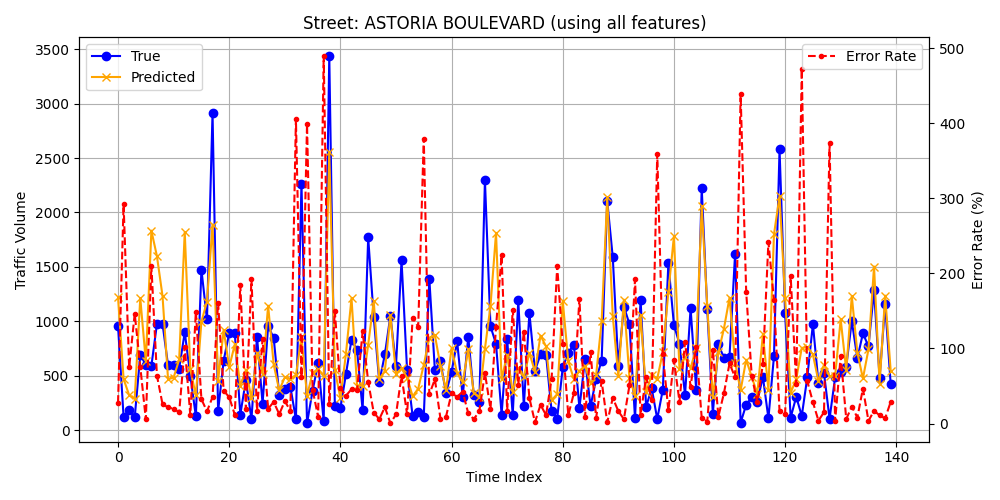 Street: ASTORIA BOULEVARD (using all features)
True
Predicted
Error Rate
3500
3000
2500
2000
1500
1000
500
0
Traffic Volume
500
400
300
200
100
0
Error Rate (%)
0 20 40 60 80 100 120 140
Time Index